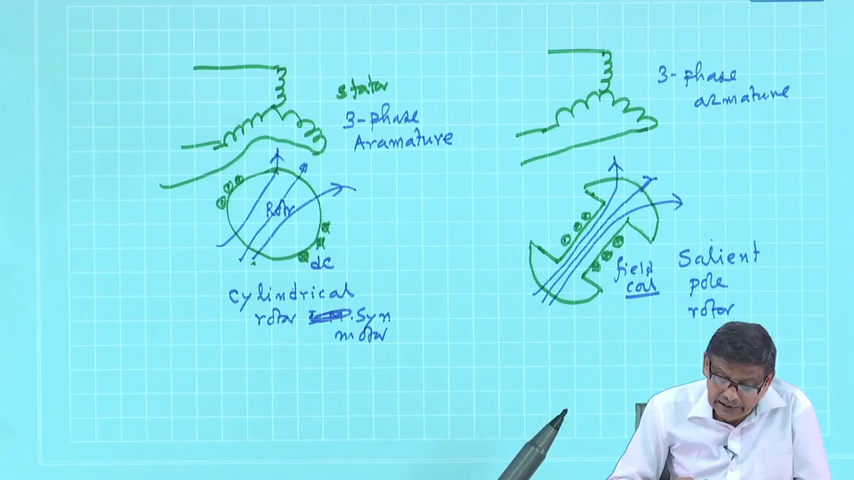 stator
3-phase
Aramature
Rotor
dc
cylindrical
rotor Syn
motor
3-phase
armature
field
coil
Salient
pole
rotor